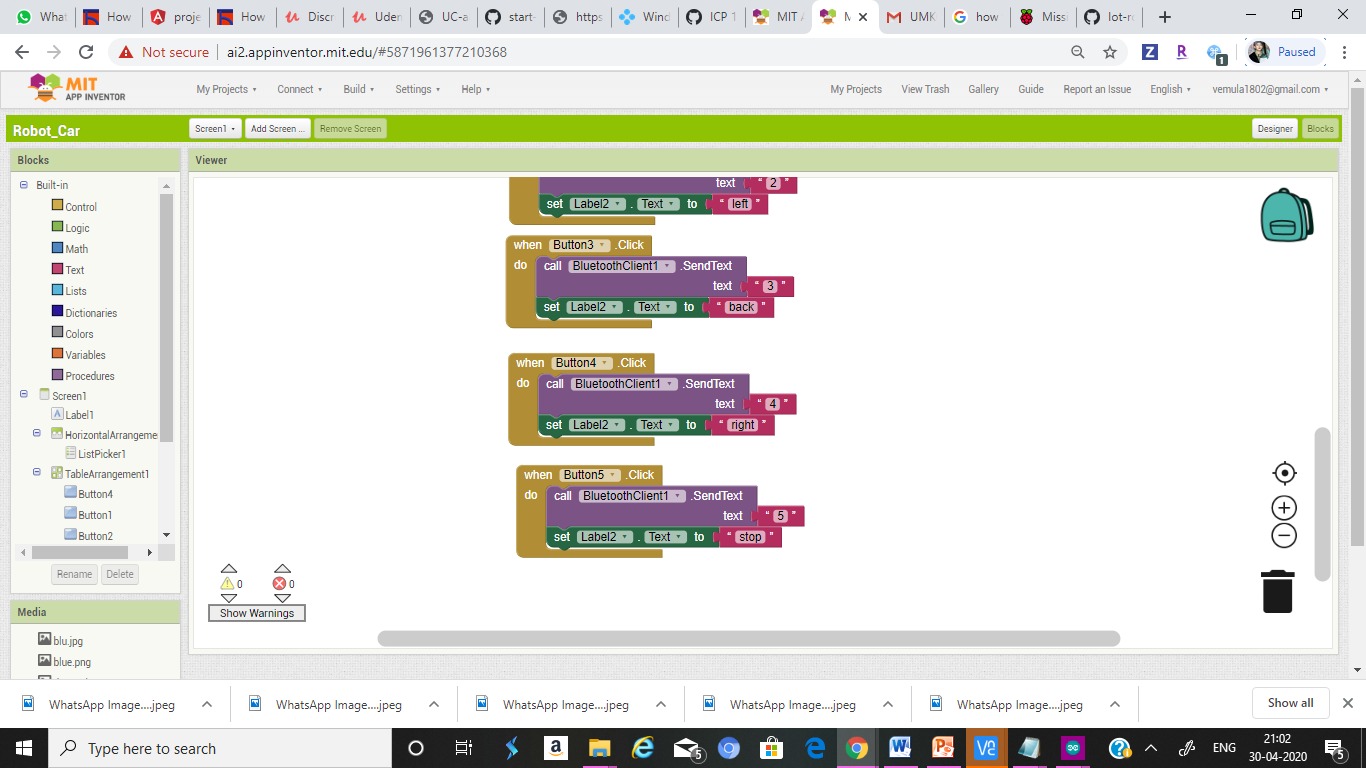 What
How
proje
How
Discr
Uden
UC-a
start-
https
Wind
ICP 1
MIT A
M
UMK
how
Missi
Iot-r
Not secure | ai2.appinventor.mit.edu/#5871961377210368
1
Paused
MIT
APP INVENTOR
My Projects Connect Build Settings Help
My Projects View Trash Gallery Guide Report an Issue English vemula1802@gmail.com
Robot_Car
Screen1 Add Screen ... Remove Screen
Designer Blocks
Blocks
Viewer
Built-in
Control
Logic
Math
Text
Lists
Dictionaries
Colors
Variables
Procedures
Screen1
Label1
HorizontalArrangeme
ListPicker1
TableArrangement1
Button4
Button1
Button2
Rename Delete
Media
blu.jpg
blue.png
text “ 2 ”
set Label2 . Text to “ left ”
when Button3 .Click
do call BluetoothClient1 .SendText
text “ 3 ”
set Label2 . Text to “ back ”
when Button4 .Click
do call BluetoothClient1 .SendText
text “ 4 ”
set Label2 . Text to “ right ”
when Button5 .Click
do call BluetoothClient1 .SendText
text “ 5 ”
set Label2 . Text to “ stop ”
0 0
Show Warnings
WhatsApp Image....jpeg
WhatsApp Image....jpeg
WhatsApp Image....jpeg
WhatsApp Image....jpeg
WhatsApp Image....jpeg
Show all
Type here to search
5
ENG
21:02
30-04-2020
5